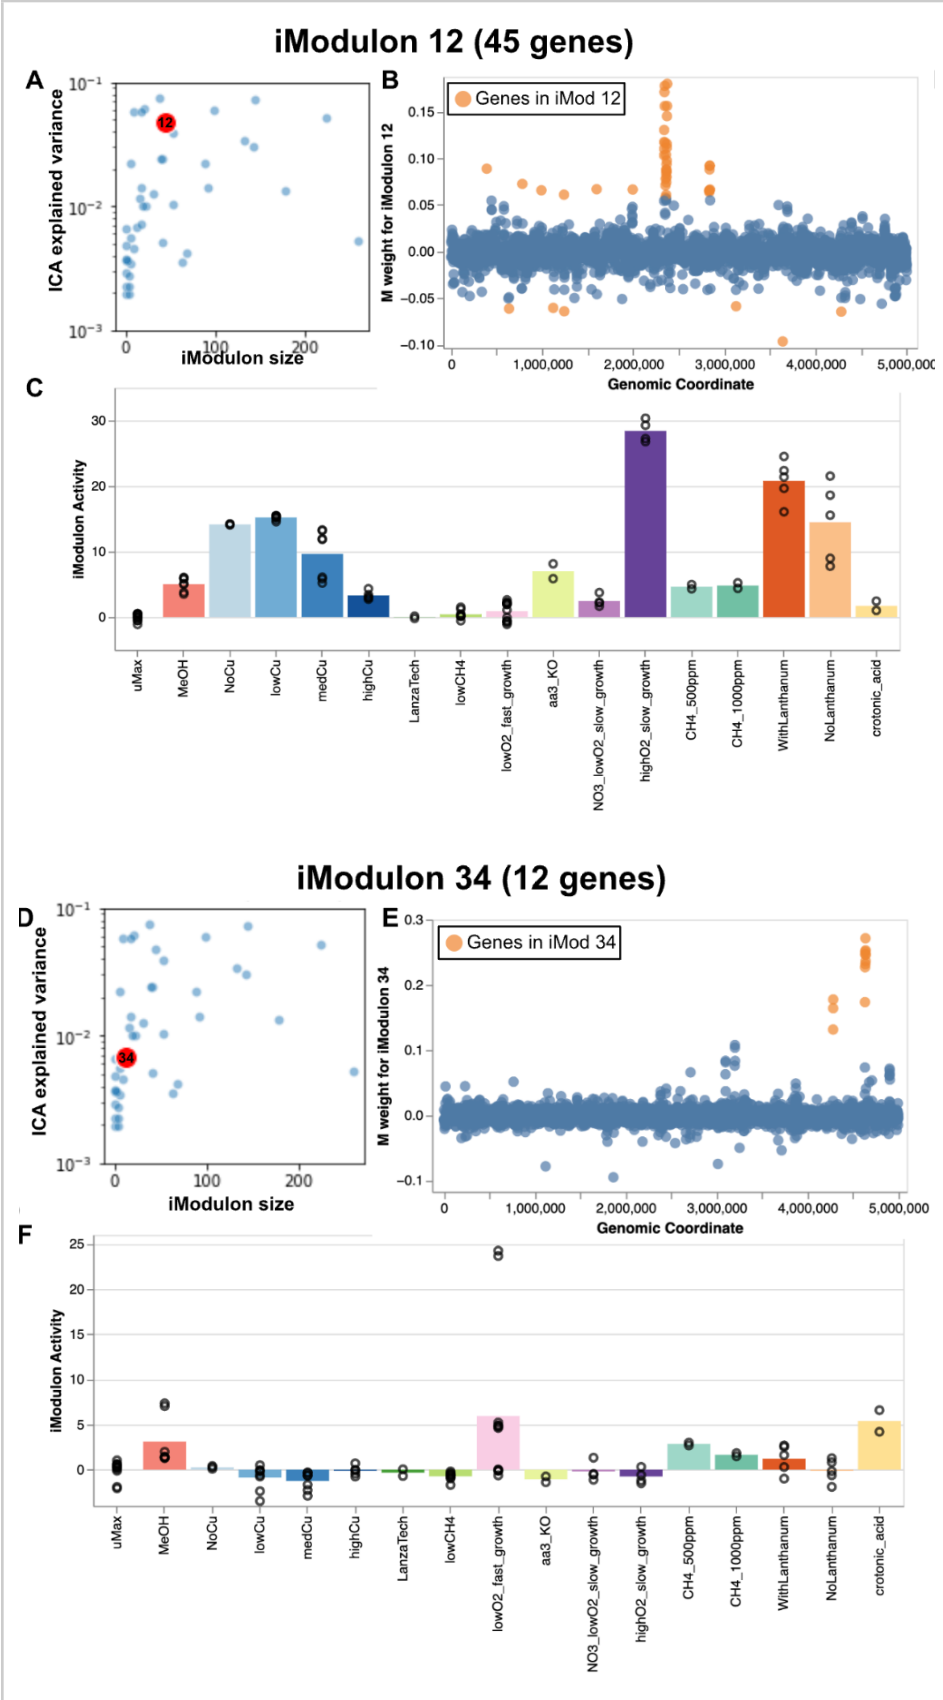 iModulon 12 (45 genes)
A
10⁻¹
10⁻²
10⁻³
ICA explained variance
12
0
100
200
iModulon size
B
Genes in iMod 12
M weight for iModulon 12
0.15
0.10
0.05
0.00
−0.05
−0.10
0
1,000,000
2,000,000
3,000,000
4,000,000
5,000,000
Genomic Coordinate
C
iModulon Activity
30
20
10
0
uMax
MeOH
NoCu
lowCu
medCu
highCu
LanzaTech
lowCH4
lowO2_fast_growth
aa3_KO
NO3_lowO2_slow_growth
highO2_slow_growth
CH4_500ppm
CH4_1000ppm
WithLanthanum
NoLanthanum
crotonic_acid
iModulon 34 (12 genes)
D
10⁻¹
10⁻²
10⁻³
ICA explained variance
34
0
100
200
iModulon size
E
Genes in iMod 34
M weight for iModulon 34
0.3
0.2
0.1
0.0
−0.1
0
1,000,000
2,000,000
3,000,000
4,000,000
5,000,000
Genomic Coordinate
F
iModulon Activity
25
20
15
10
5
0
uMax
MeOH
NoCu
lowCu
medCu
highCu
LanzaTech
lowCH4
lowO2_fast_growth
aa3_KO
NO3_lowO2_slow_growth
highO2_slow_growth
CH4_500ppm
CH4_1000ppm
WithLanthanum
NoLanthanum
crotonic_acid